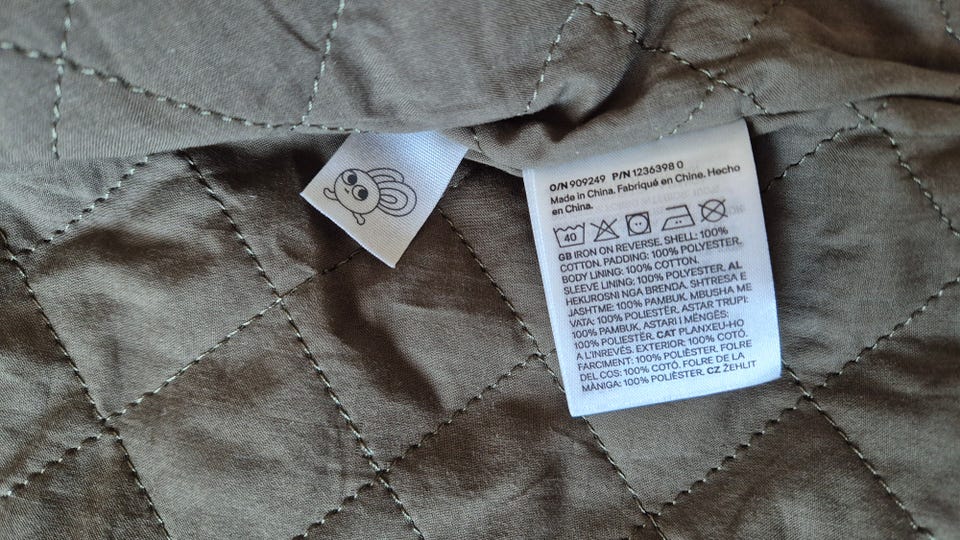 O/N 909249 P/N 1236398 0
Made in China. Fabriqué en Chine. Hecho
en China.
40
GB IRON ON REVERSE. SHELL: 100%
COTTON. PADDING: 100% POLYESTER.
BODY LINING: 100% COTTON.
SLEEVE LINING: 100% POLYESTER. AL
HEKUROSNI NGA BRENDA. SHTRESA E
JASHTME: 100% PAMBUK. MBUSHA ME
VATA: 100% POLIESTËR. ASTAR TRUPI:
100% PAMBUK. ASTARI I MËNGËS:
100% POLIESTËR. CAT PLANXEU-HO
A L'INREVÉS. EXTERIOR: 100% COTÓ.
FARCIMENT: 100% POLIÈSTER. FOLRE
DEL COS: 100% COTÓ. FOLRE DE LA
MÀNIGA: 100% POLIÈSTER. CZ ŽEHLIT